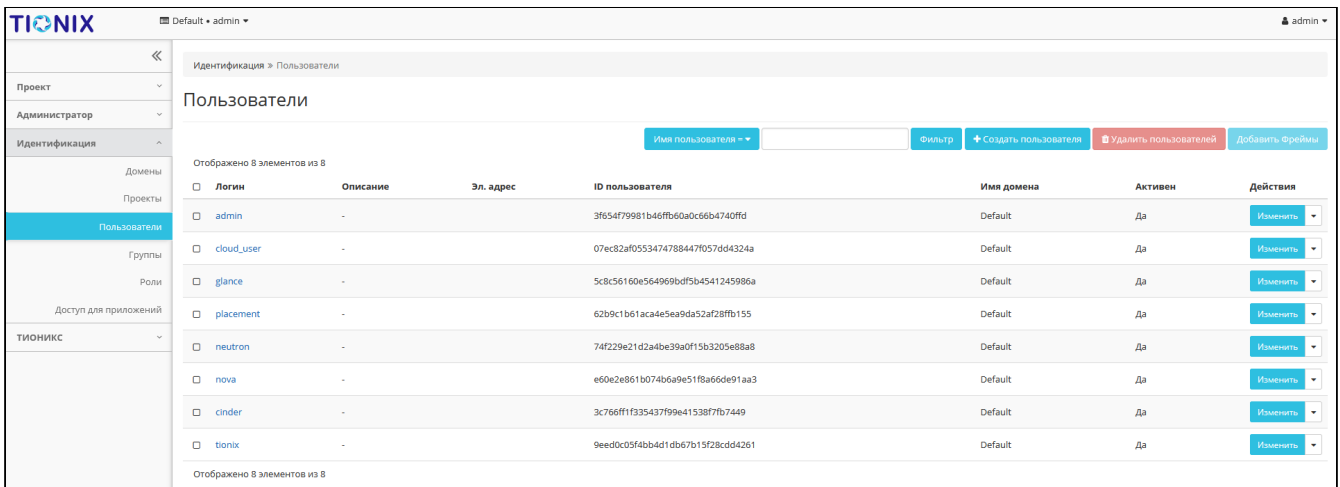 TIONIX Default • admin admin
Идентификация » Пользователи
Проект
Администратор
Идентификация
Домены
Проекты
Пользователи
Группы
Роли
Доступ для приложений
ТИОНИКС
Пользователи
Имя пользователя = Фильтр + Создать пользователя Удалить пользователей Добавить Фреймы
Отображено 8 элементов из 8
Логин Описание Эл. адрес ID пользователя Имя домена Активен Действия
admin - 3f654f79981b46ffb60a0c66b4740ffd Default Да Изменить
cloud_user - 07ec82af0553474788447f057dd4324a Default Да Изменить
glance - 5c8c56160e564969bdf5b4541245986a Default Да Изменить
placement - 62b9c1b61aca4e5ea9da52af28ffb155 Default Да Изменить
neutron - 74f229e21d2a4be39a0f15b3205e88a8 Default Да Изменить
nova - e60e2e861b074b6a9e51f8a66de91aa3 Default Да Изменить
cinder - 3c766ff1f335437f99e41538f7fb7449 Default Да Изменить
tionix - 9eed0c05f4bb4d1db67b15f28cdd4261 Default Да Изменить
Отображено 8 элементов из 8